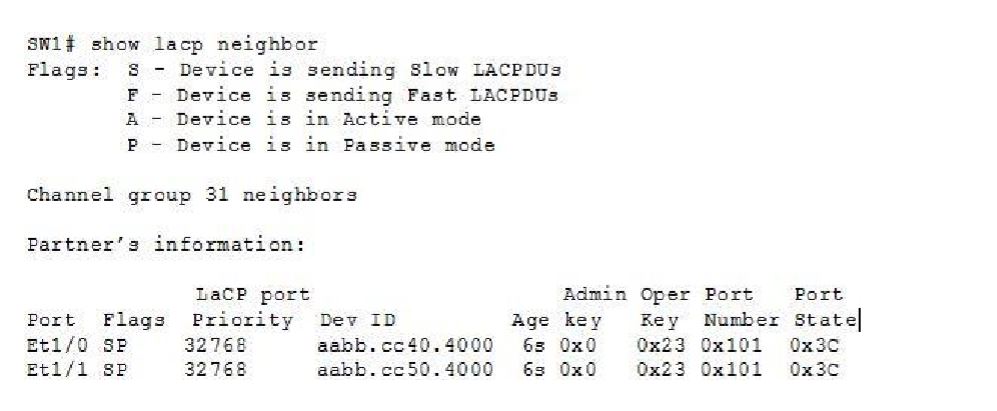 SW1# show lacp neighbor
Flags: S - Device is sending Slow LACPDUs
F - Device is sending Fast LACPDUs
A - Device is in Active mode
P - Device is in Passive mode
Channel group 31 neighbors
Partner's information:
LaCP port Admin Oper Port Port
Port Flags Priority Dev ID Age key Key Number State
Et1/0 SP 32768 aabb.cc40.4000 6s 0x0 0x23 0x101 0x3C
Et1/1 SP 32768 aabb.cc50.4000 6s 0x0 0x23 0x101 0x3C